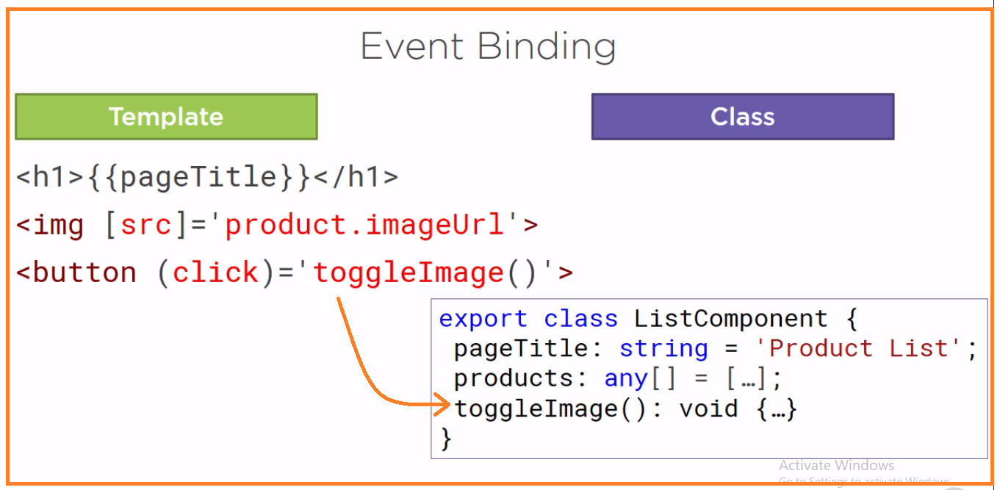 Event Binding
Template
Class
<h1>{{pageTitle}}</h1>
<img [src]='product.imageUrl'>
<button (click)='toggleImage()'>
export class ListComponent {
pageTitle: string = 'Product List';
products: any[] = […];
toggleImage(): void {…}
}
Activate Windows
Go to Settings to activate Windows.